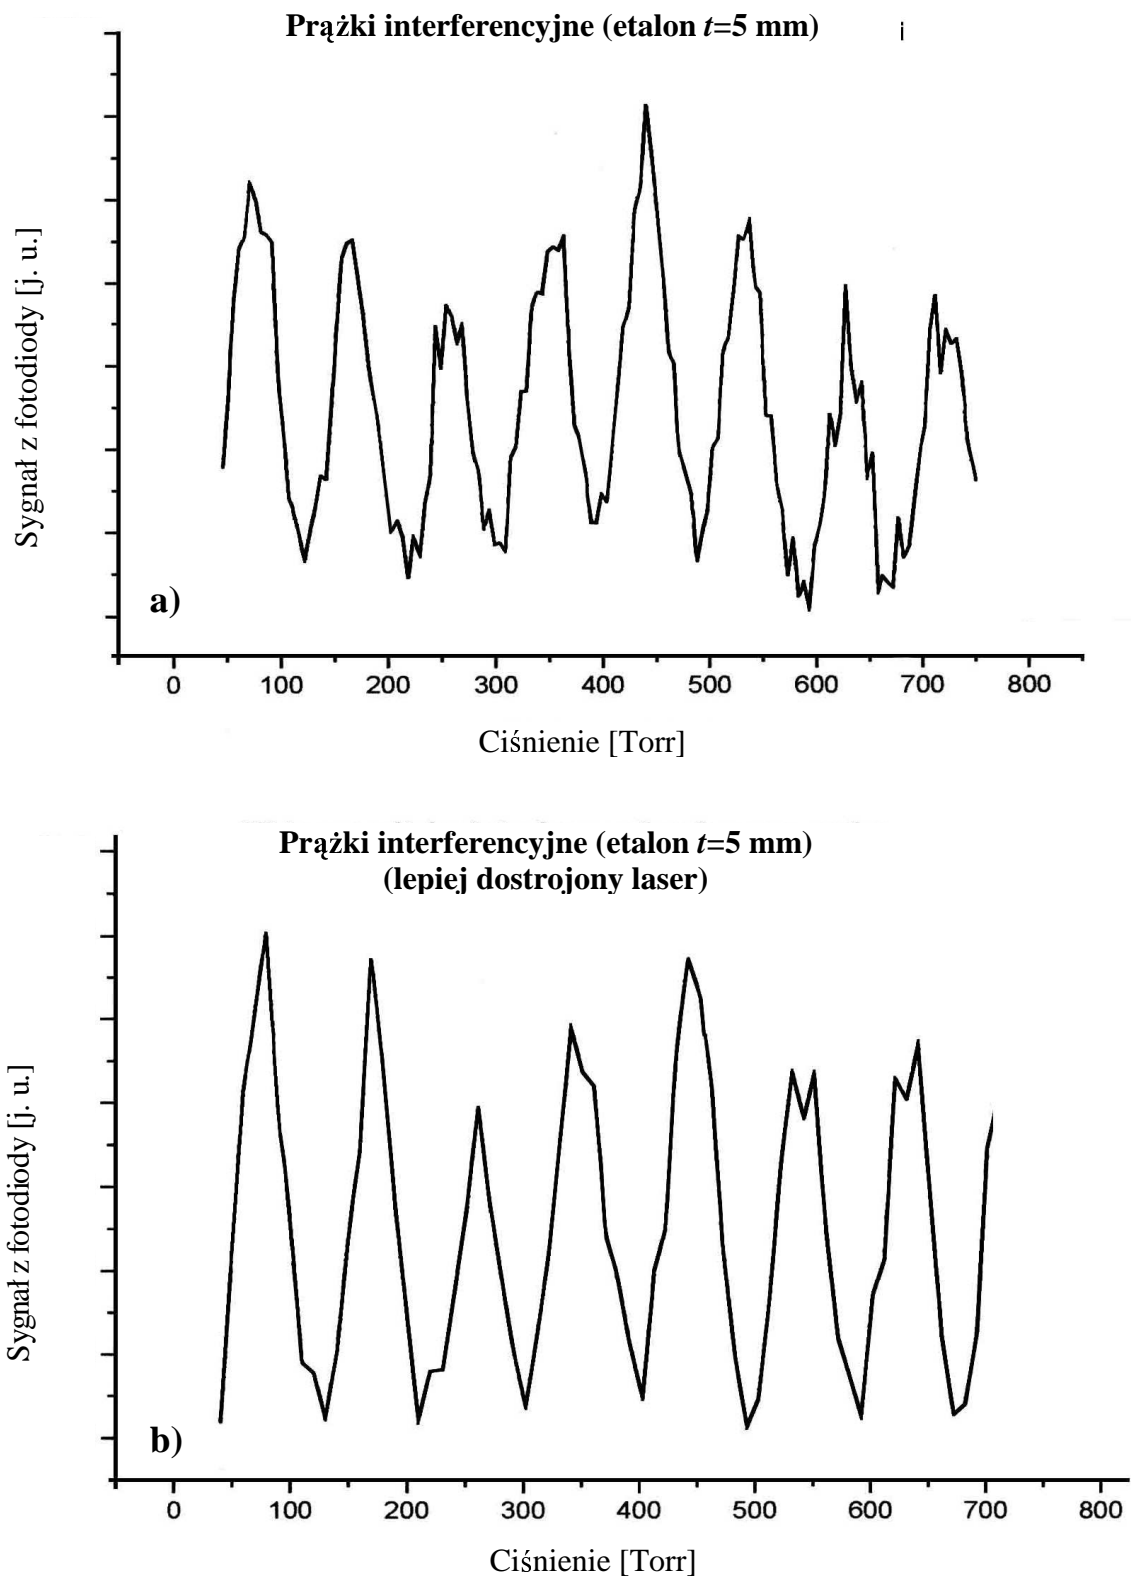 Prążki interferencyjne (etalon t=5 mm)
Sygnał z fotodiody [j. u.]
a)
0 100 200 300 400 500 600 700 800
Ciśnienie [Torr]
Prążki interferencyjne (etalon t=5 mm)
(lepiej dostrojony laser)
Sygnał z fotodiody [j. u.]
b)
0 100 200 300 400 500 600 700 800
Ciśnienie [Torr]